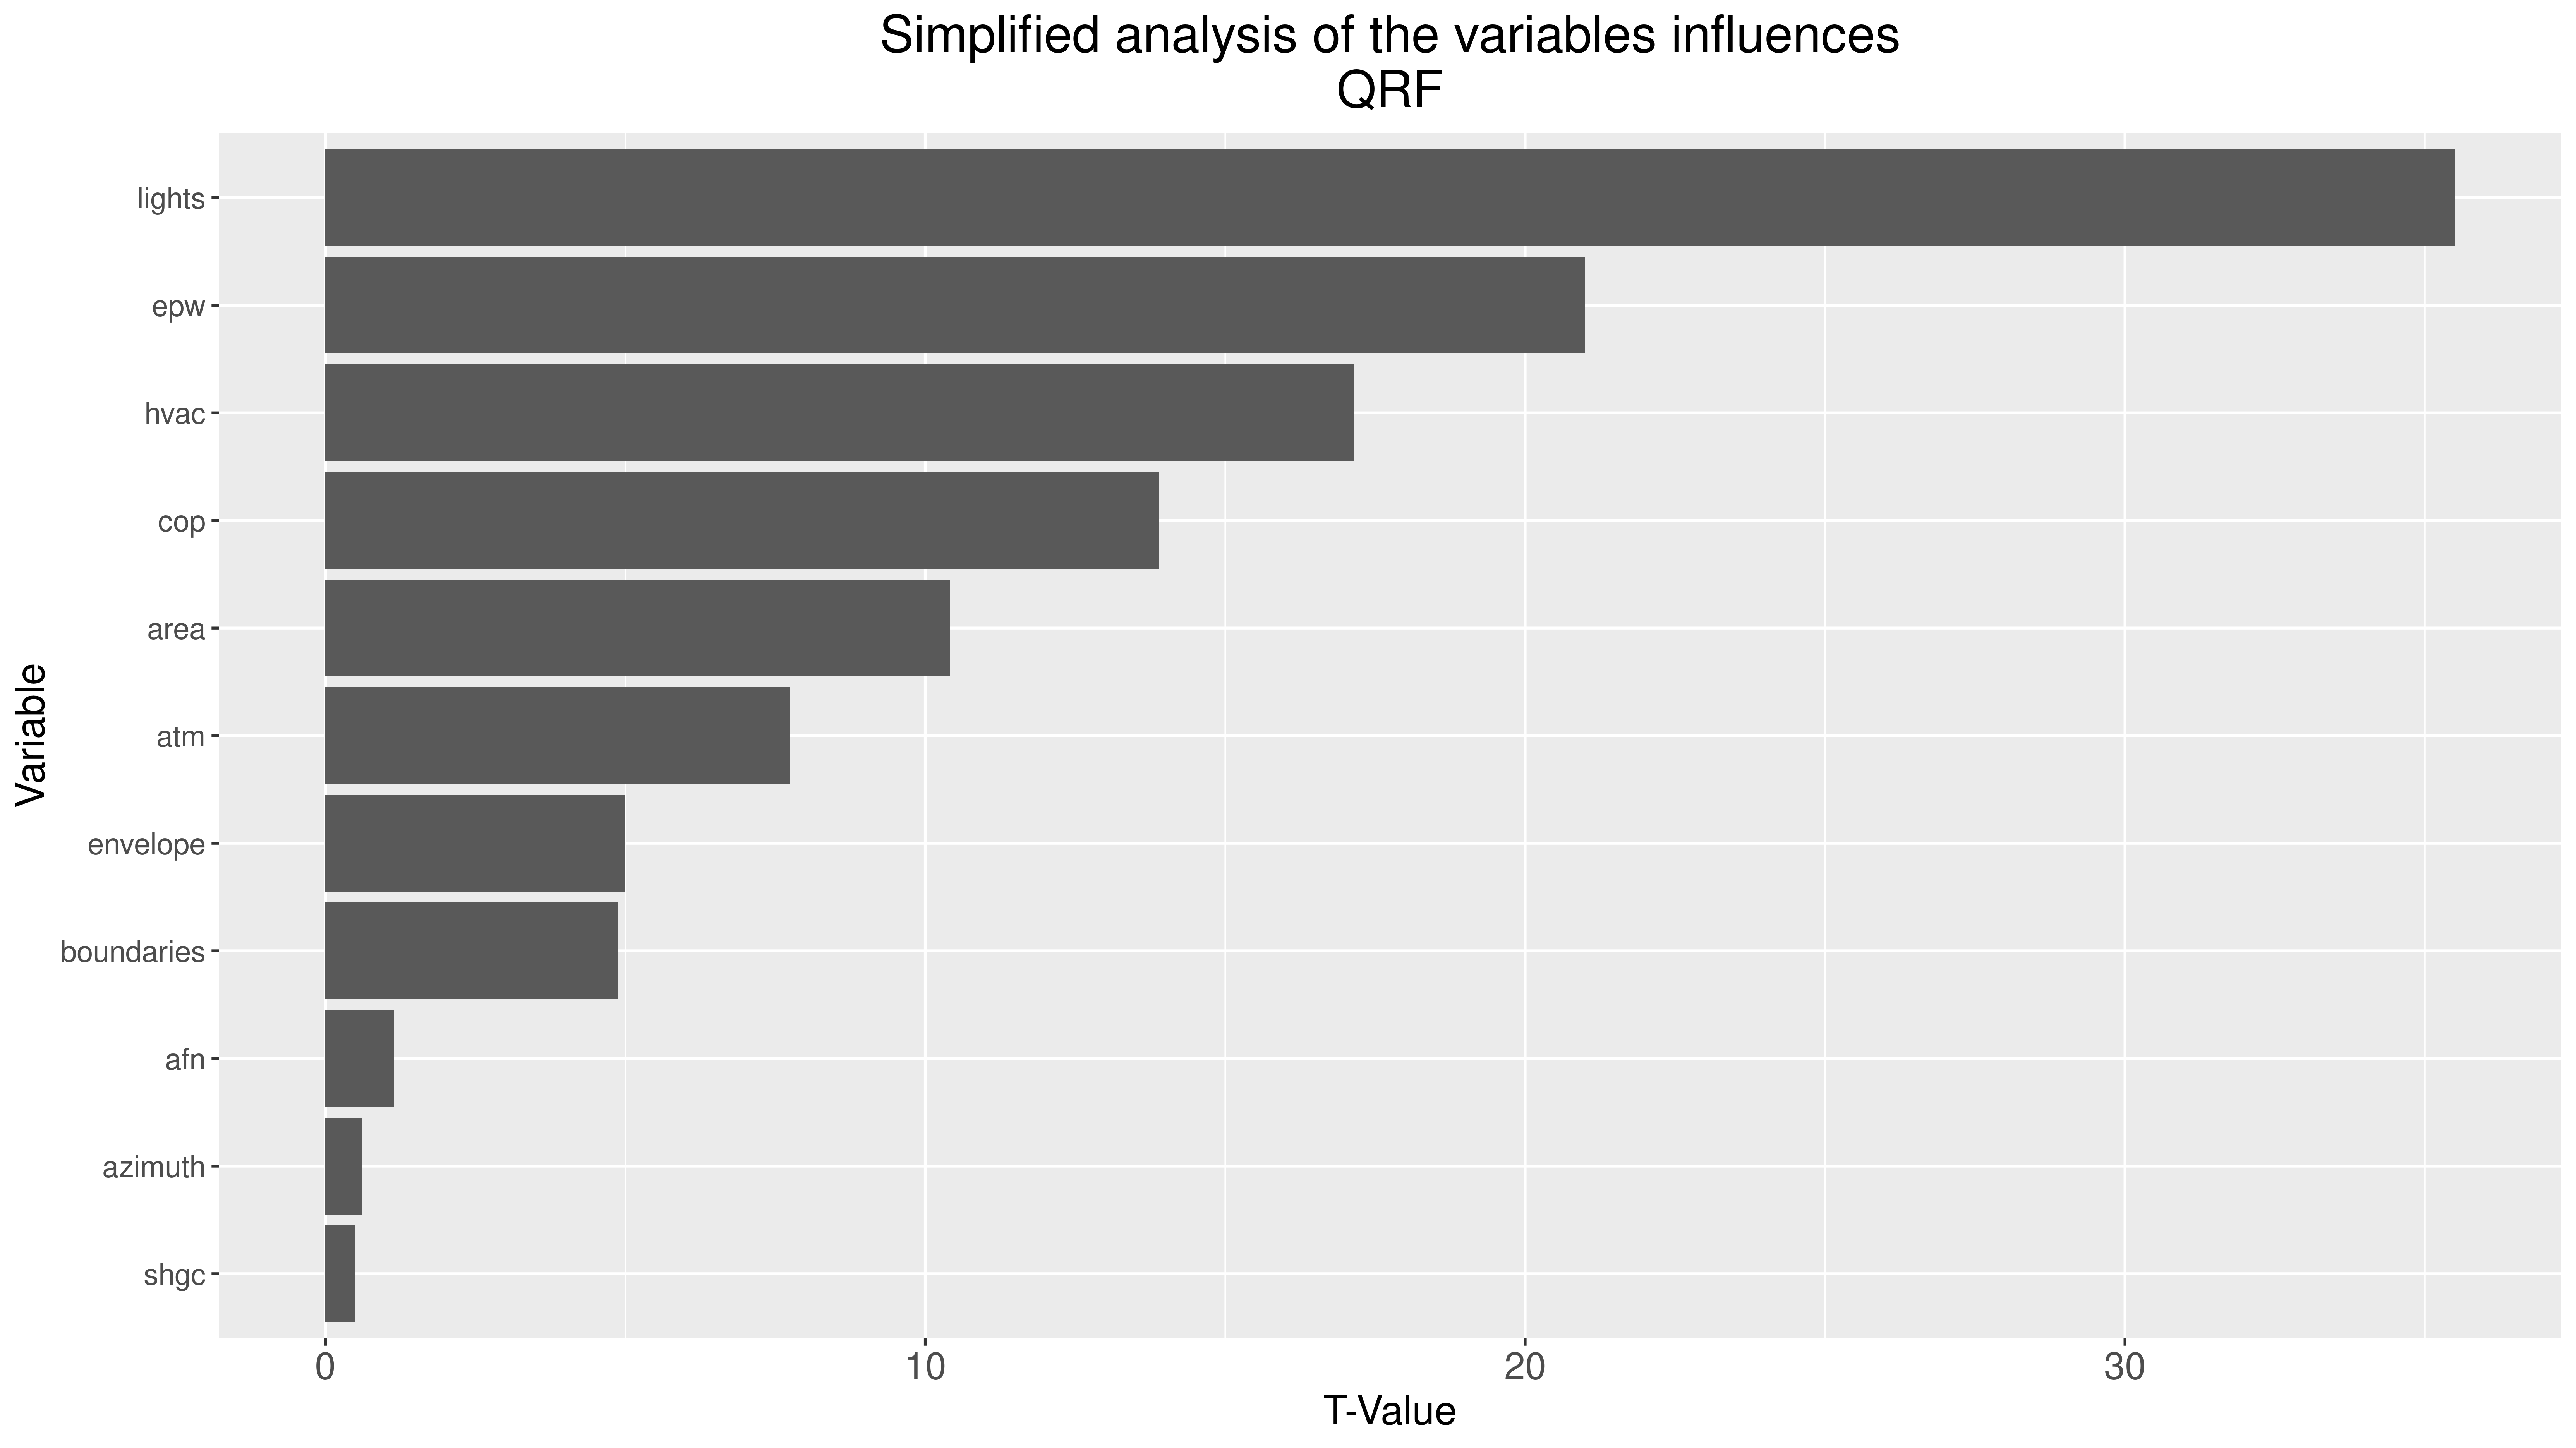 Simplified analysis of the variables influences
QRF
lights
epw
hvac
cop
area
atm
envelope
boundaries
afn
azimuth
shgc
Variable
0 10 20 30
T-Value